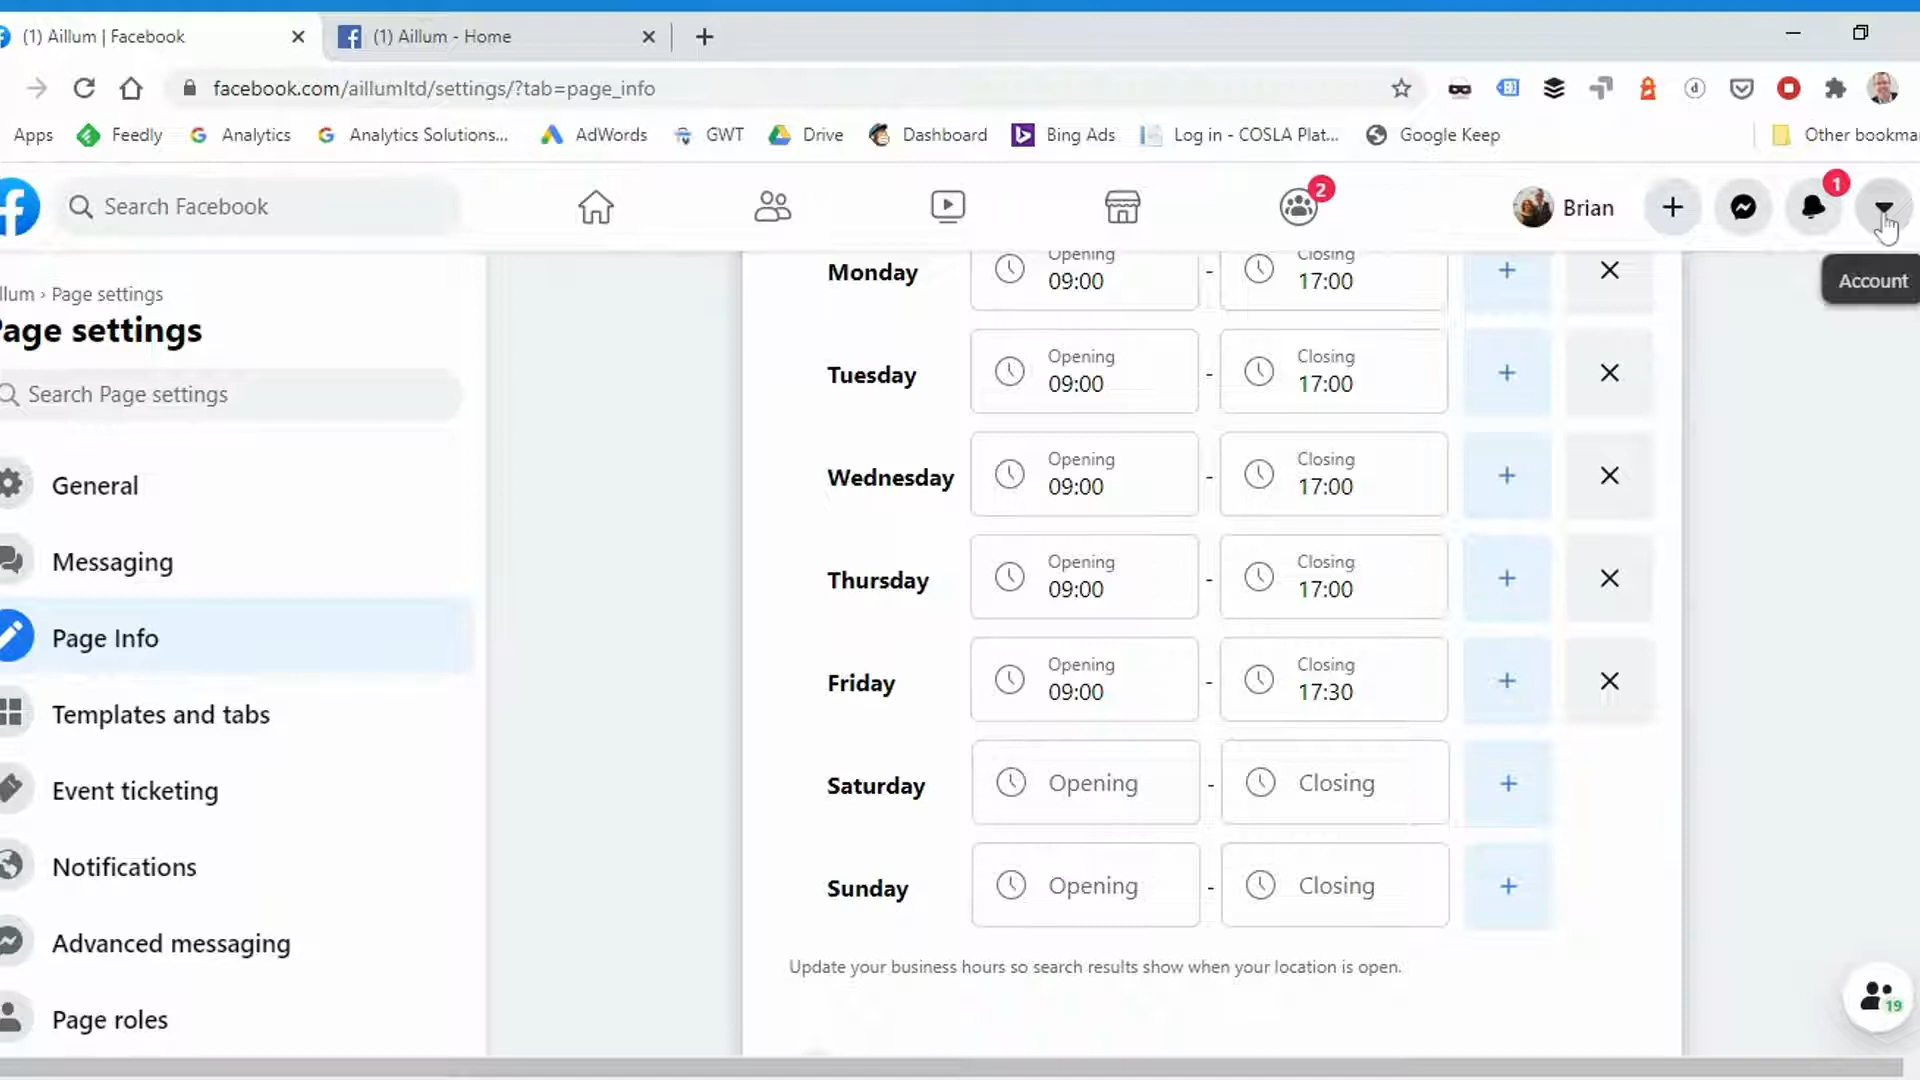 (1) Aillum | Facebook
(1) Aillum - Home
facebook.com/aillumltd/settings/?tab=page_info
Apps Feedly Analytics Analytics Solutions... AdWords GWT Drive Dashboard Bing Ads Log in - COSLA Plat... Google Keep Other bookma
Search Facebook
2
Brian
1
Account
llum › Page settings
Page settings
Search Page settings
General
Messaging
Page Info
Templates and tabs
Event ticketing
Notifications
Advanced messaging
Page roles
Monday Opening 09:00 - Closing 17:00
Tuesday Opening 09:00 - Closing 17:00
Wednesday Opening 09:00 - Closing 17:00
Thursday Opening 09:00 - Closing 17:00
Friday Opening 09:00 - Closing 17:30
Saturday Opening - Closing
Sunday Opening - Closing
Update your business hours so search results show when your location is open.
19